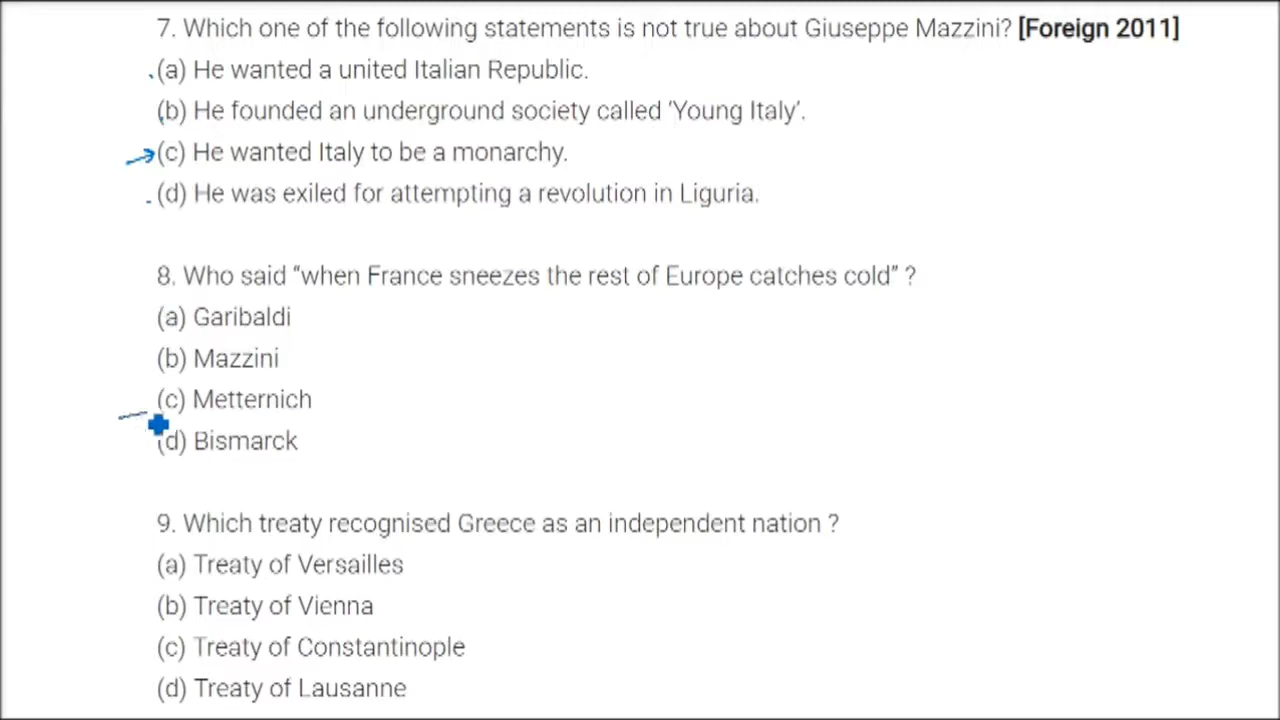 7. Which one of the following statements is not true about Giuseppe Mazzini? [Foreign 2011]
(a) He wanted a united Italian Republic.
(b) He founded an underground society called ‘Young Italy’.
(c) He wanted Italy to be a monarchy.
(d) He was exiled for attempting a revolution in Liguria.
8. Who said “when France sneezes the rest of Europe catches cold” ?
(a) Garibaldi
(b) Mazzini
(c) Metternich
(d) Bismarck
9. Which treaty recognised Greece as an independent nation ?
(a) Treaty of Versailles
(b) Treaty of Vienna
(c) Treaty of Constantinople
(d) Treaty of Lausanne